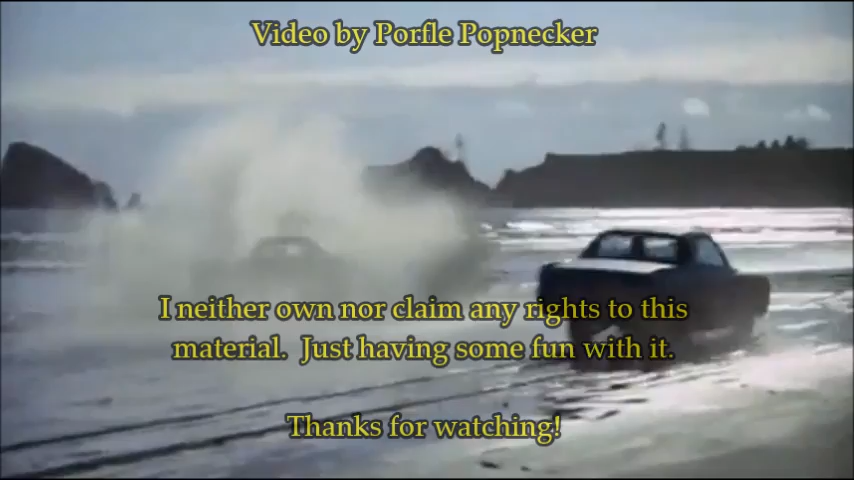 Video by Porfle Popnecker
I neither own nor claim any rights to this
material.  Just having some fun with it.
Thanks for watching!